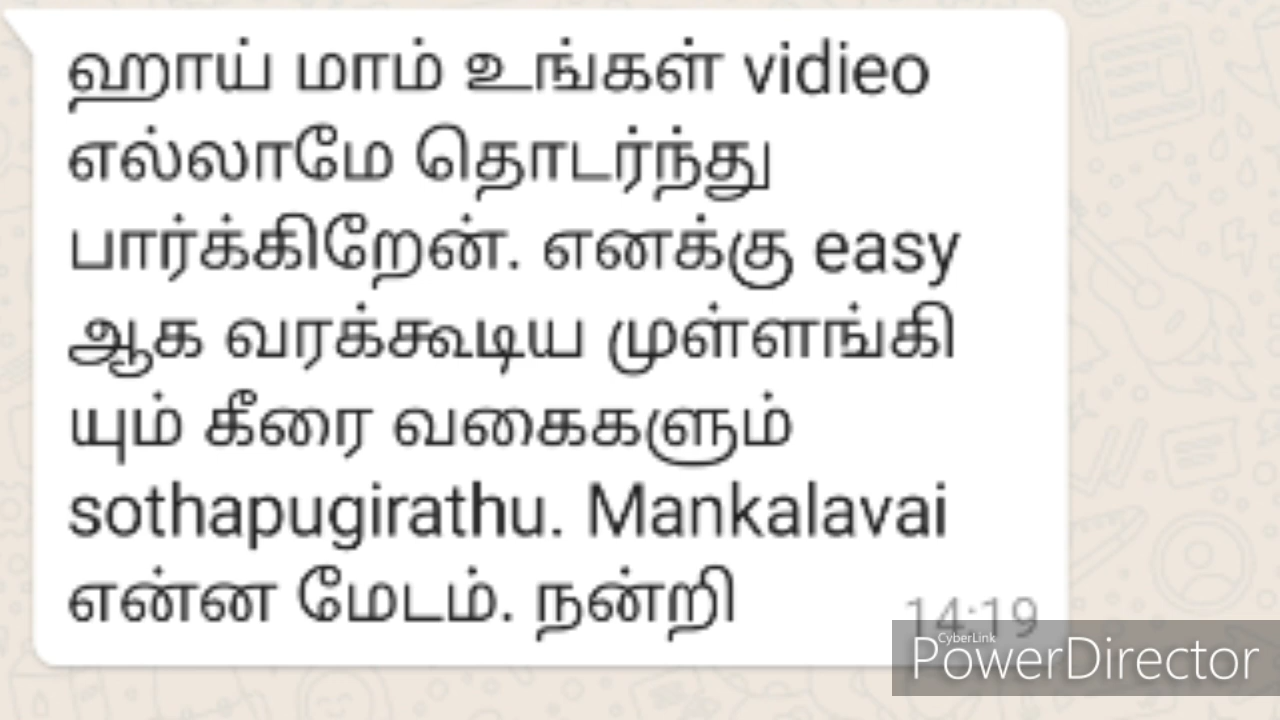 ஹாய் மாம் உங்கள் vidieo
எல்லாமே தொடர்ந்து
பார்க்கிறேன். எனக்கு easy
ஆக வரக்கூடிய முள்ளங்கி
யும் கீரை வகைகளும்
sothapugirathu. Mankalavai
என்ன மேடம். நன்றி
14:19
CyberLink
PowerDirector